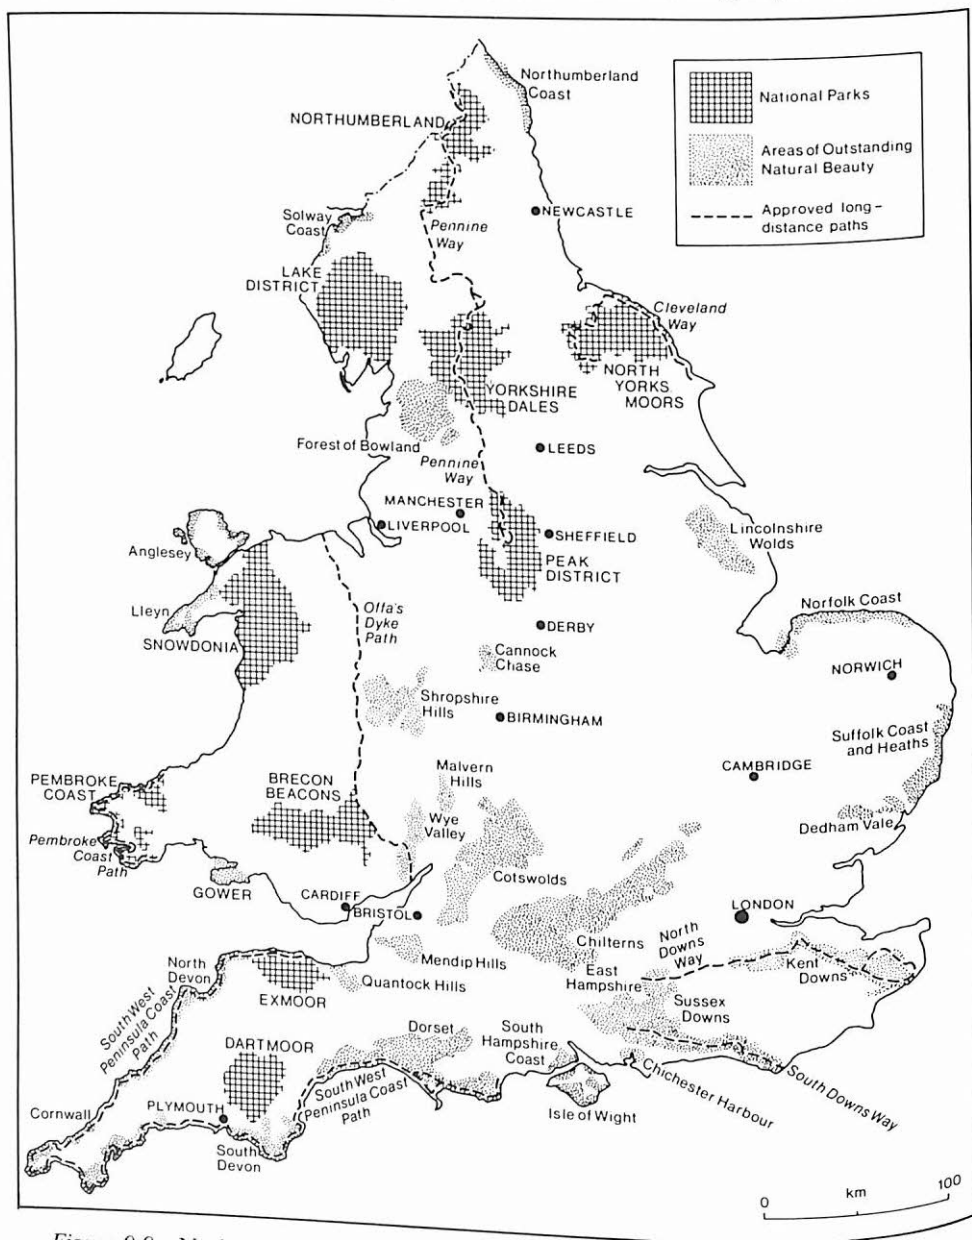 Northumberland
Coast
National Parks
NORTHUMBERLAND
Areas of Outstanding
Natural Beauty
Approved long-
distance paths
Solway
Coast
NEWCASTLE
Pennine
Way
LAKE
DISTRICT
Cleveland
Way
NORTH
YORKS
MOORS
YORKSHIRE
DALES
Forest of Bowland
LEEDS
Pennine
Way
MANCHESTER
LIVERPOOL
SHEFFIELD
Lincolnshire
Wolds
Anglesey
PEAK
DISTRICT
Lleyn
SNOWDONIA
Offa's
Dyke
Path
Norfolk Coast
DERBY
Cannock
Chase
NORWICH
Shropshire
Hills
BIRMINGHAM
Suffolk Coast
and Heaths
CAMBRIDGE
Malvern
Hills
PEMBROKE
COAST
BRECON
BEACONS
Wye
Valley
Dedham Vale
Pembroke
Coast
Path
GOWER
CARDIFF
BRISTOL
Cotswolds
LONDON
Chilterns
North
Downs
Way
Mendip Hills
East
Hampshire
Kent
Downs
North
Devon
EXMOOR
Quantock Hills
Sussex
Downs
South West
Peninsula Coast
Path
DARTMOOR
Dorset
South
Hampshire
Coast
South West
Peninsula Coast
Path
Cornwall
PLYMOUTH
South
Devon
Isle of Wight
Chichester Harbour
South Downs Way
0 km 100